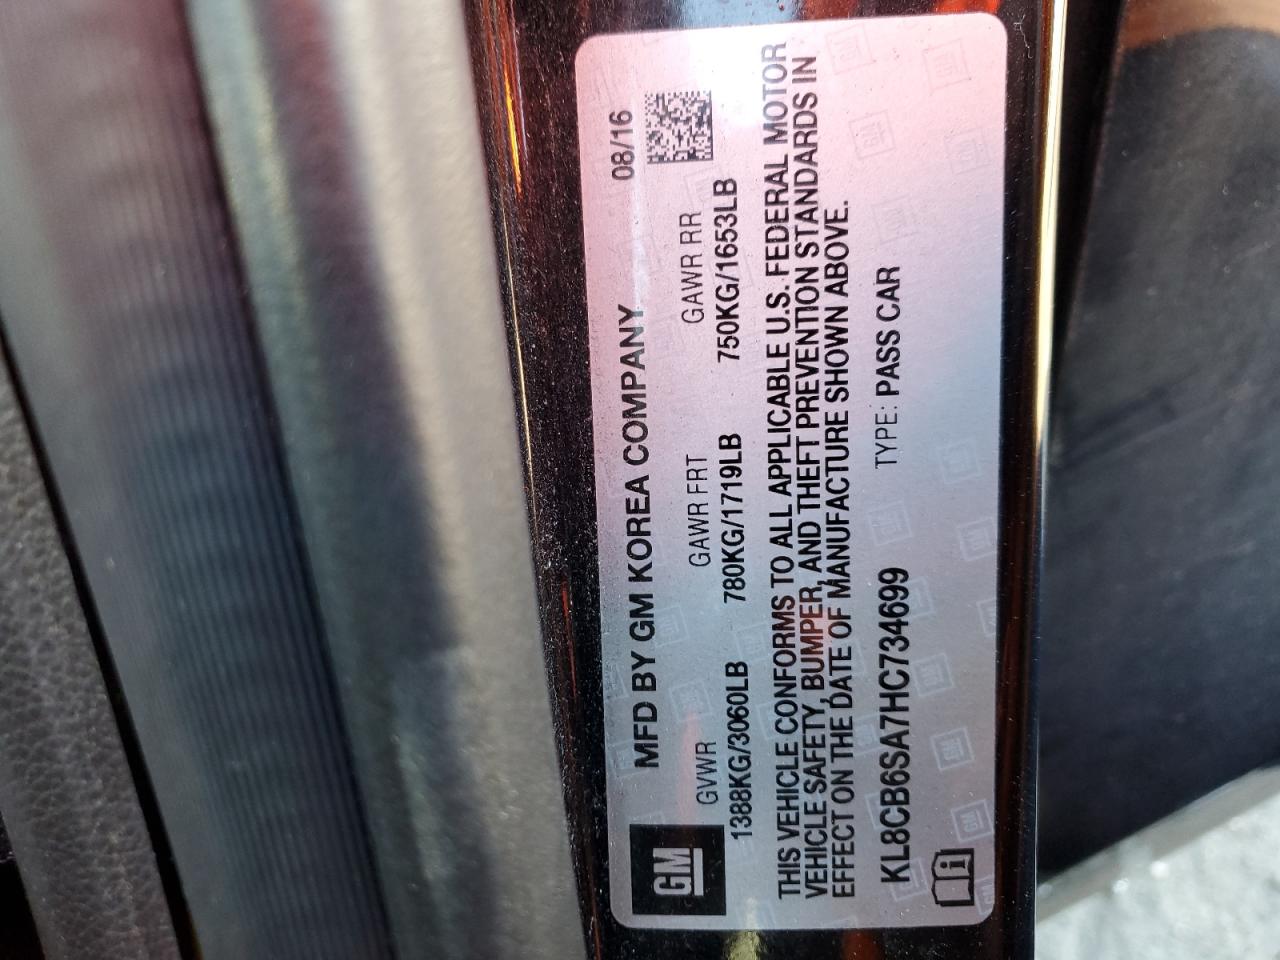 MFD BY GM KOREA COMPANY 08/16
GVWR GAWR FRT GAWR RR
1388KG/3060LB 780KG/1719LB 750KG/1653LB
THIS VEHICLE CONFORMS TO ALL APPLICABLE U.S. FEDERAL MOTOR
VEHICLE SAFETY, BUMPER, AND THEFT PREVENTION STANDARDS IN
EFFECT ON THE DATE OF MANUFACTURE SHOWN ABOVE.
KL8CB6SA7HC734699 TYPE: PASS CAR
GM